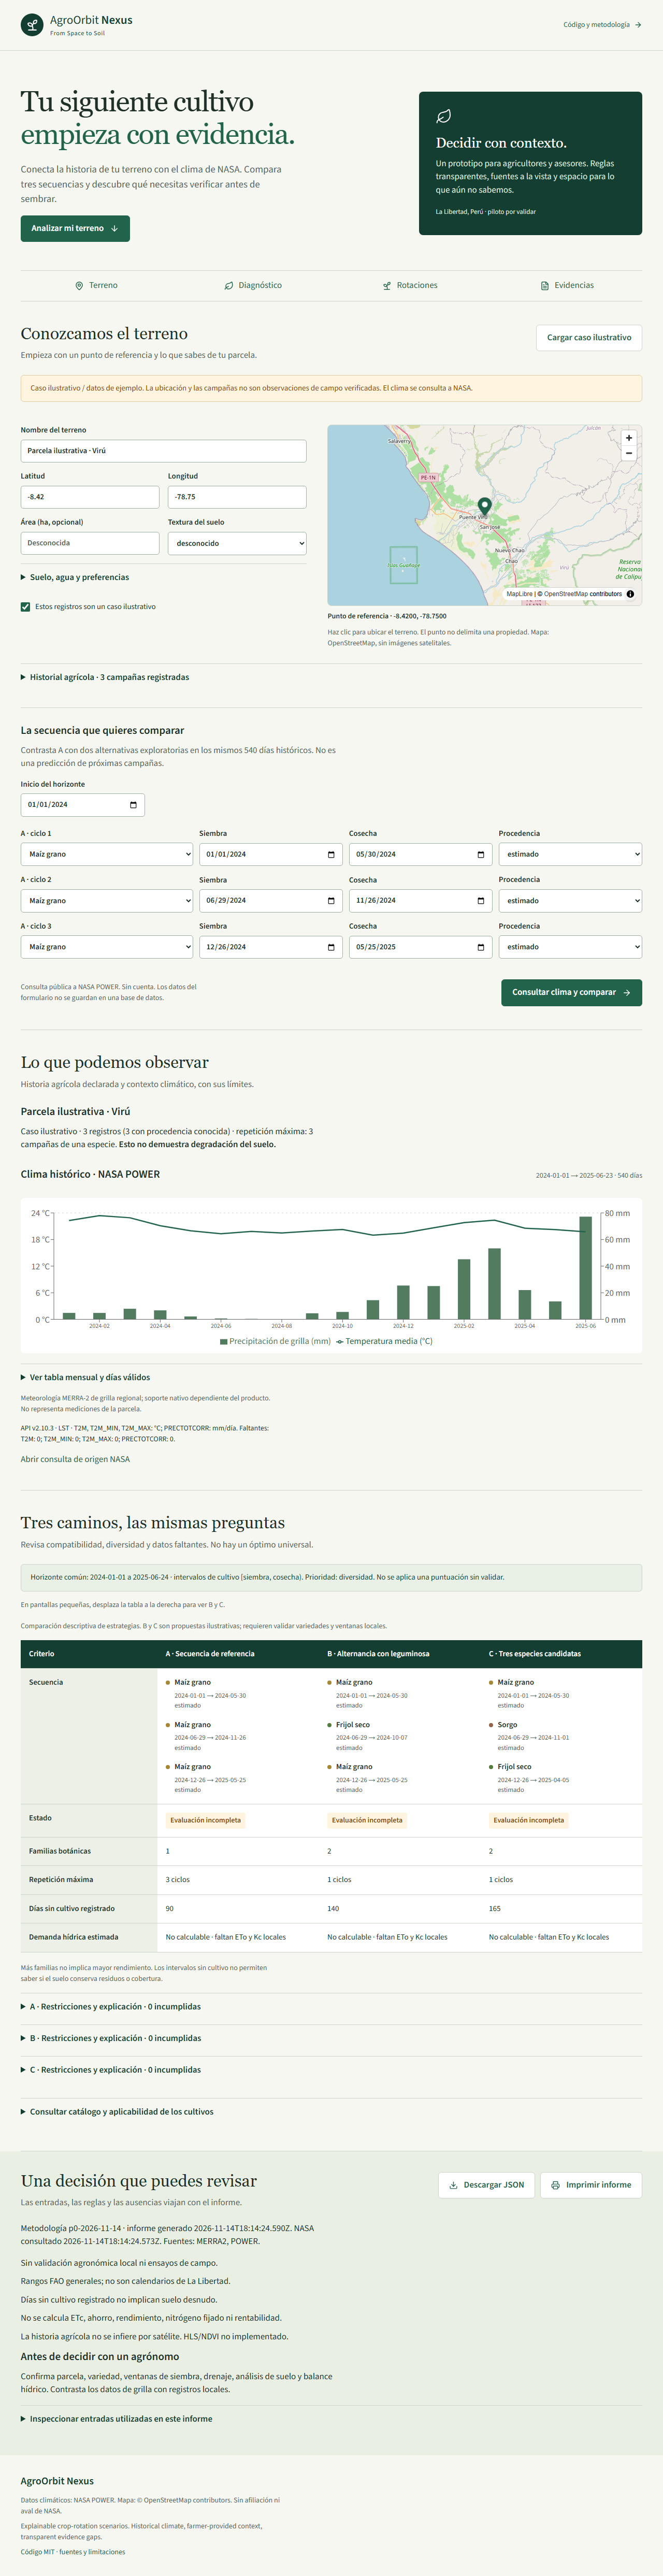 AgroOrbit Nexus
From Space to Soil
Código y metodología →
Tu siguiente cultivo
empieza con evidencia.
Conecta la historia de tu terreno con el clima de NASA. Compara
tres secuencias y descubre qué necesitas verificar antes de
sembrar.
Analizar mi terreno ↓
Decidir con contexto.
Un prototipo para agricultores y asesores. Reglas
transparentes, fuentes a la vista y espacio para lo
que aún no sabemos.
La Libertad, Perú · piloto por validar
Terreno
Diagnóstico
Rotaciones
Evidencias
Conozcamos el terreno
Empieza con un punto de referencia y lo que sabes de tu parcela.
Cargar caso ilustrativo
Caso ilustrativo / datos de ejemplo. La ubicación y las campañas no son observaciones de campo verificadas. El clima se consulta a NASA.
Nombre del terreno
Parcela ilustrativa · Virú
Latitud Longitud
-8.42 -78.75
Área (ha, opcional) Textura del suelo
Desconocida desconocido
Suelo, agua y preferencias
Estos registros son un caso ilustrativo
Salaverry
PE-1N
Puente Virú
San José
Nuevo Chao
Chao
Isla Guañape
Reserva
Nacional
MapLibre | © OpenStreetMap contributors
Punto de referencia · -8.4200, -78.7500
Haz clic para ubicar el terreno. El punto no delimita una propiedad. Mapa:
OpenStreetMap, sin imágenes satelitales.
Historial agrícola · 3 campañas registradas
La secuencia que quieres comparar
Contrasta A con dos alternativas exploratorias en los mismos 540 días históricos. No es
una predicción de próximas campañas.
Inicio del horizonte
01/01/2024
A · ciclo 1 Siembra Cosecha Procedencia
Maíz grano 01/01/2024 05/30/2024 estimado
A · ciclo 2 Siembra Cosecha Procedencia
Maíz grano 06/29/2024 11/26/2024 estimado
A · ciclo 3 Siembra Cosecha Procedencia
Maíz grano 12/26/2024 05/25/2025 estimado
Consulta pública a NASA POWER. Sin cuenta. Los datos del
formulario no se guardan en una base de datos.
Consultar clima y comparar →
Lo que podemos observar
Historia agrícola declarada y contexto climático, con sus límites.
Parcela ilustrativa · Virú
Caso ilustrativo · 3 registros (3 con procedencia conocida) · repetición máxima: 3
campañas de una especie. Esto no demuestra degradación del suelo.
Clima histórico · NASA POWER
2024-01-01 → 2025-06-23 · 540 días
24 °C 80 mm
18 °C 60 mm
12 °C 40 mm
6 °C 20 mm
0 °C 0 mm
2024-02 2024-04 2024-06 2024-08 2024-10 2024-12 2025-02 2025-04 2025-06
Precipitación de grilla (mm) Temperatura media (°C)
Ver tabla mensual y días válidos
Meteorología MERRA-2 de grilla regional; soporte nativo dependiente del producto.
No representa mediciones de la parcela.
API v2.10.3 · LST · T2M, T2M_MIN, T2M_MAX: °C; PRECTOTCORR: mm/día. Faltantes:
T2M: 0; T2M_MIN: 0; T2M_MAX: 0; PRECTOTCORR: 0.
Abrir consulta de origen NASA
Tres caminos, las mismas preguntas
Revisa compatibilidad, diversidad y datos faltantes. No hay un óptimo universal.
Horizonte común: 2024-01-01 a 2025-06-24 · intervalos de cultivo [siembra, cosecha). Prioridad: diversidad. No se aplica una puntuación sin validar.
En pantallas pequeñas, desplaza la tabla a la derecha para ver B y C.
Comparación descriptiva de estrategias. B y C son propuestas ilustrativas; requieren validar variedades y ventanas locales.
Criterio A · Secuencia de referencia B · Alternancia con leguminosa C · Tres especies candidatas
Secuencia Maíz grano Maíz grano Maíz grano
2024-01-01 → 2024-05-30 2024-01-01 → 2024-05-30 2024-01-01 → 2024-05-30
estimado estimado estimado
Maíz grano Frijol seco Sorgo
2024-06-29 → 2024-11-26 2024-06-29 → 2024-10-07 2024-06-29 → 2024-11-01
estimado estimado estimado
Maíz grano Maíz grano Frijol seco
2024-12-26 → 2025-05-25 2024-12-26 → 2025-05-25 2024-12-26 → 2025-04-05
estimado estimado estimado
Estado Evaluación incompleta Evaluación incompleta Evaluación incompleta
Familias botánicas 1 2 2
Repetición máxima 3 ciclos 1 ciclos 1 ciclos
Días sin cultivo registrado 90 140 165
Demanda hídrica estimada No calculable · faltan ETo y Kc locales No calculable · faltan ETo y Kc locales No calculable · faltan ETo y Kc locales
Más familias no implica mayor rendimiento. Los intervalos sin cultivo no permiten
saber si el suelo conserva residuos o cobertura.
A · Restricciones y explicación · 0 incumplidas
B · Restricciones y explicación · 0 incumplidas
C · Restricciones y explicación · 0 incumplidas
Consultar catálogo y aplicabilidad de los cultivos
Una decisión que puedes revisar
Las entradas, las reglas y las ausencias viajan con el informe.
Descargar JSON
Imprimir informe
Metodología p0-2026-11-14 · informe generado 2026-11-14T18:14:24.590Z. NASA
consultado 2026-11-14T18:14:24.573Z. Fuentes: MERRA2, POWER.
Sin validación agronómica local ni ensayos de campo.
Rangos FAO generales; no son calendarios de La Libertad.
Días sin cultivo registrado no implican suelo desnudo.
No se calcula ETc, ahorro, rendimiento, nitrógeno fijado ni rentabilidad.
La historia agrícola no se infiere por satélite. HLS/NDVI no implementado.
Antes de decidir con un agrónomo
Confirma parcela, variedad, ventanas de siembra, drenaje, análisis de suelo y balance
hídrico. Contrasta los datos de grilla con registros locales.
Inspeccionar entradas utilizadas en este informe
AgroOrbit Nexus
Datos climáticos: NASA POWER. Mapa: © OpenStreetMap contributors. Sin afiliación ni
aval de NASA.
Explainable crop-rotation scenarios. Historical climate, farmer-provided context,
transparent evidence gaps.
Código MIT · fuentes y limitaciones